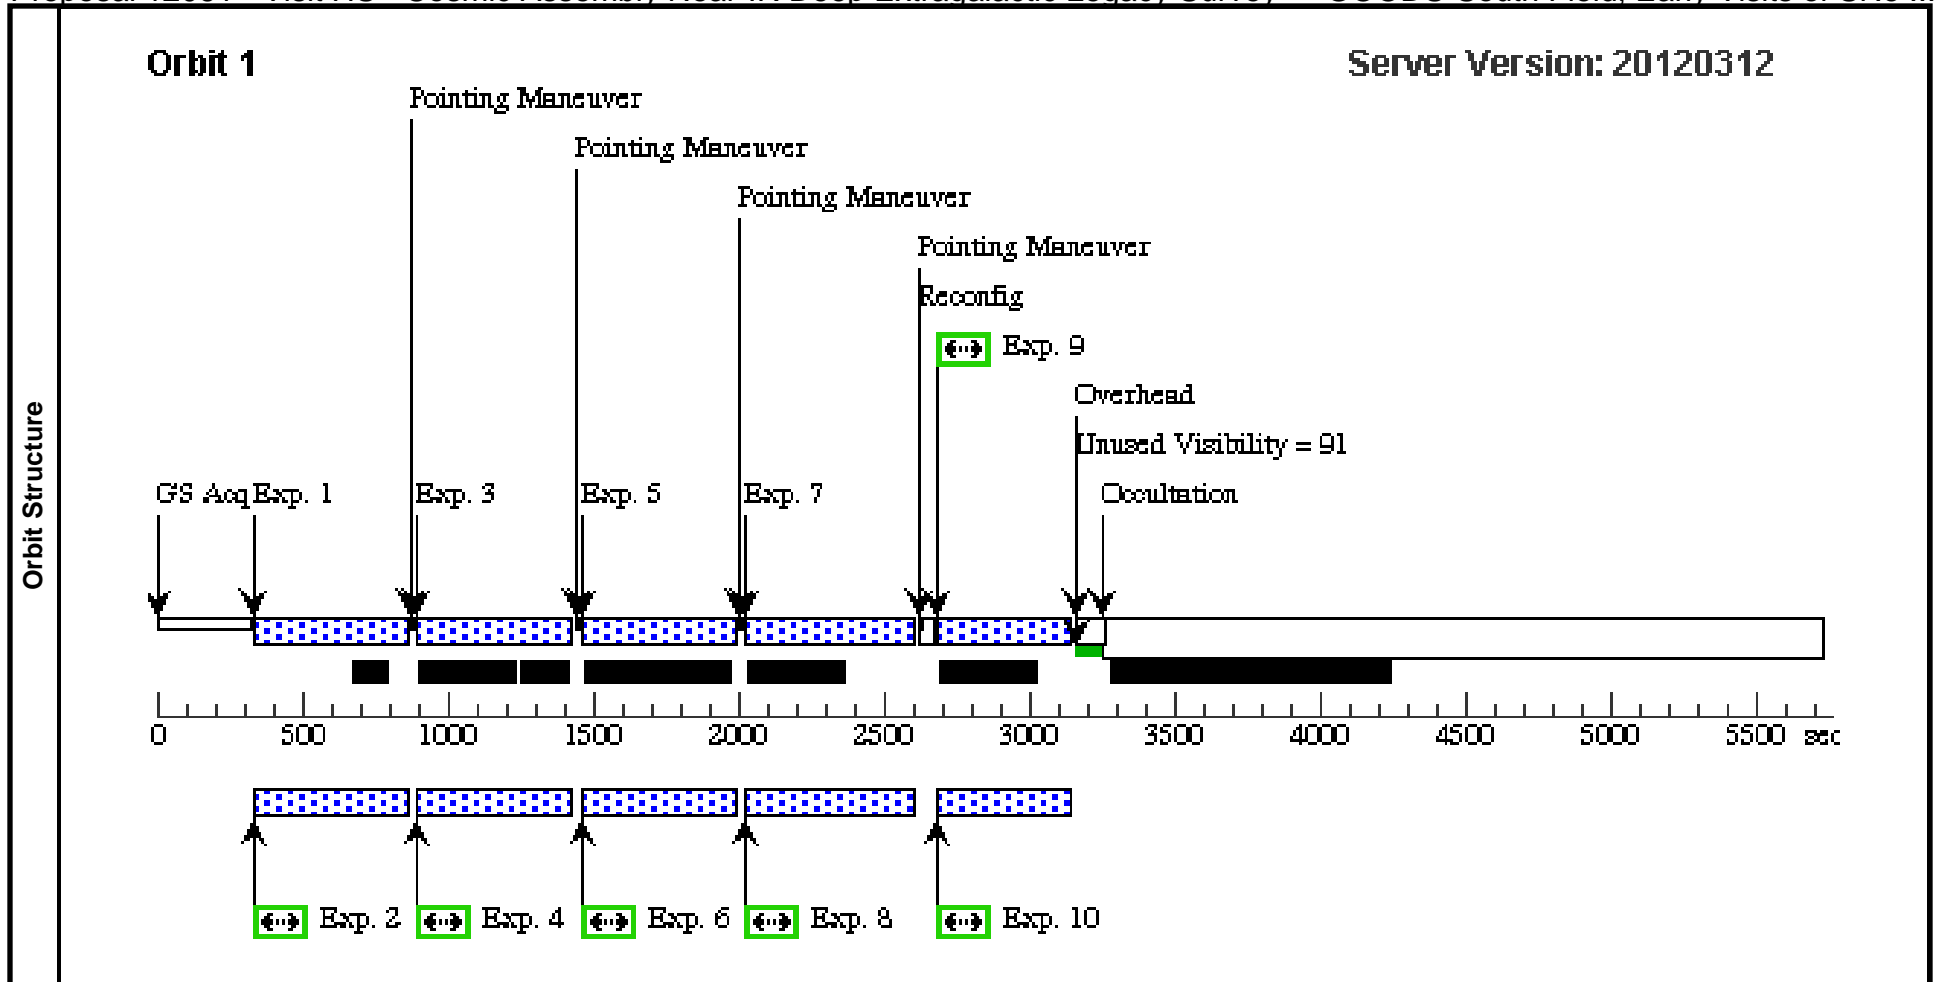 Orbit 1
Server Version: 20120312
Pointing Maneuver
Pointing Maneuver
Pointing Maneuver
Pointing Maneuver
Reconfig
Exp. 9
Overhead
Unused Visibility = 91
GS Acq Exp. 1 Exp. 3 Exp. 5 Exp. 7 Occultation
Orbit Structure
0 500 1000 1500 2000 2500 3000 3500 4000 4500 5000 5500 sec
Exp. 2 Exp. 4 Exp. 6 Exp. 8 Exp. 10